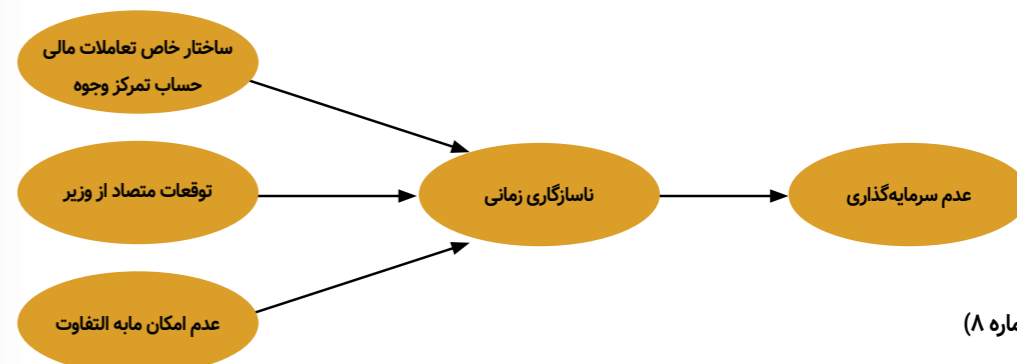 ساختار خاص تعاملات مالی
حساب تمرکز وجوه
توقعات متصاد از وزیر
عدم امکان مابه التفاوت
ناسازگاری زمانی
عدم سرمایه‌گذاری
ماره ۸)